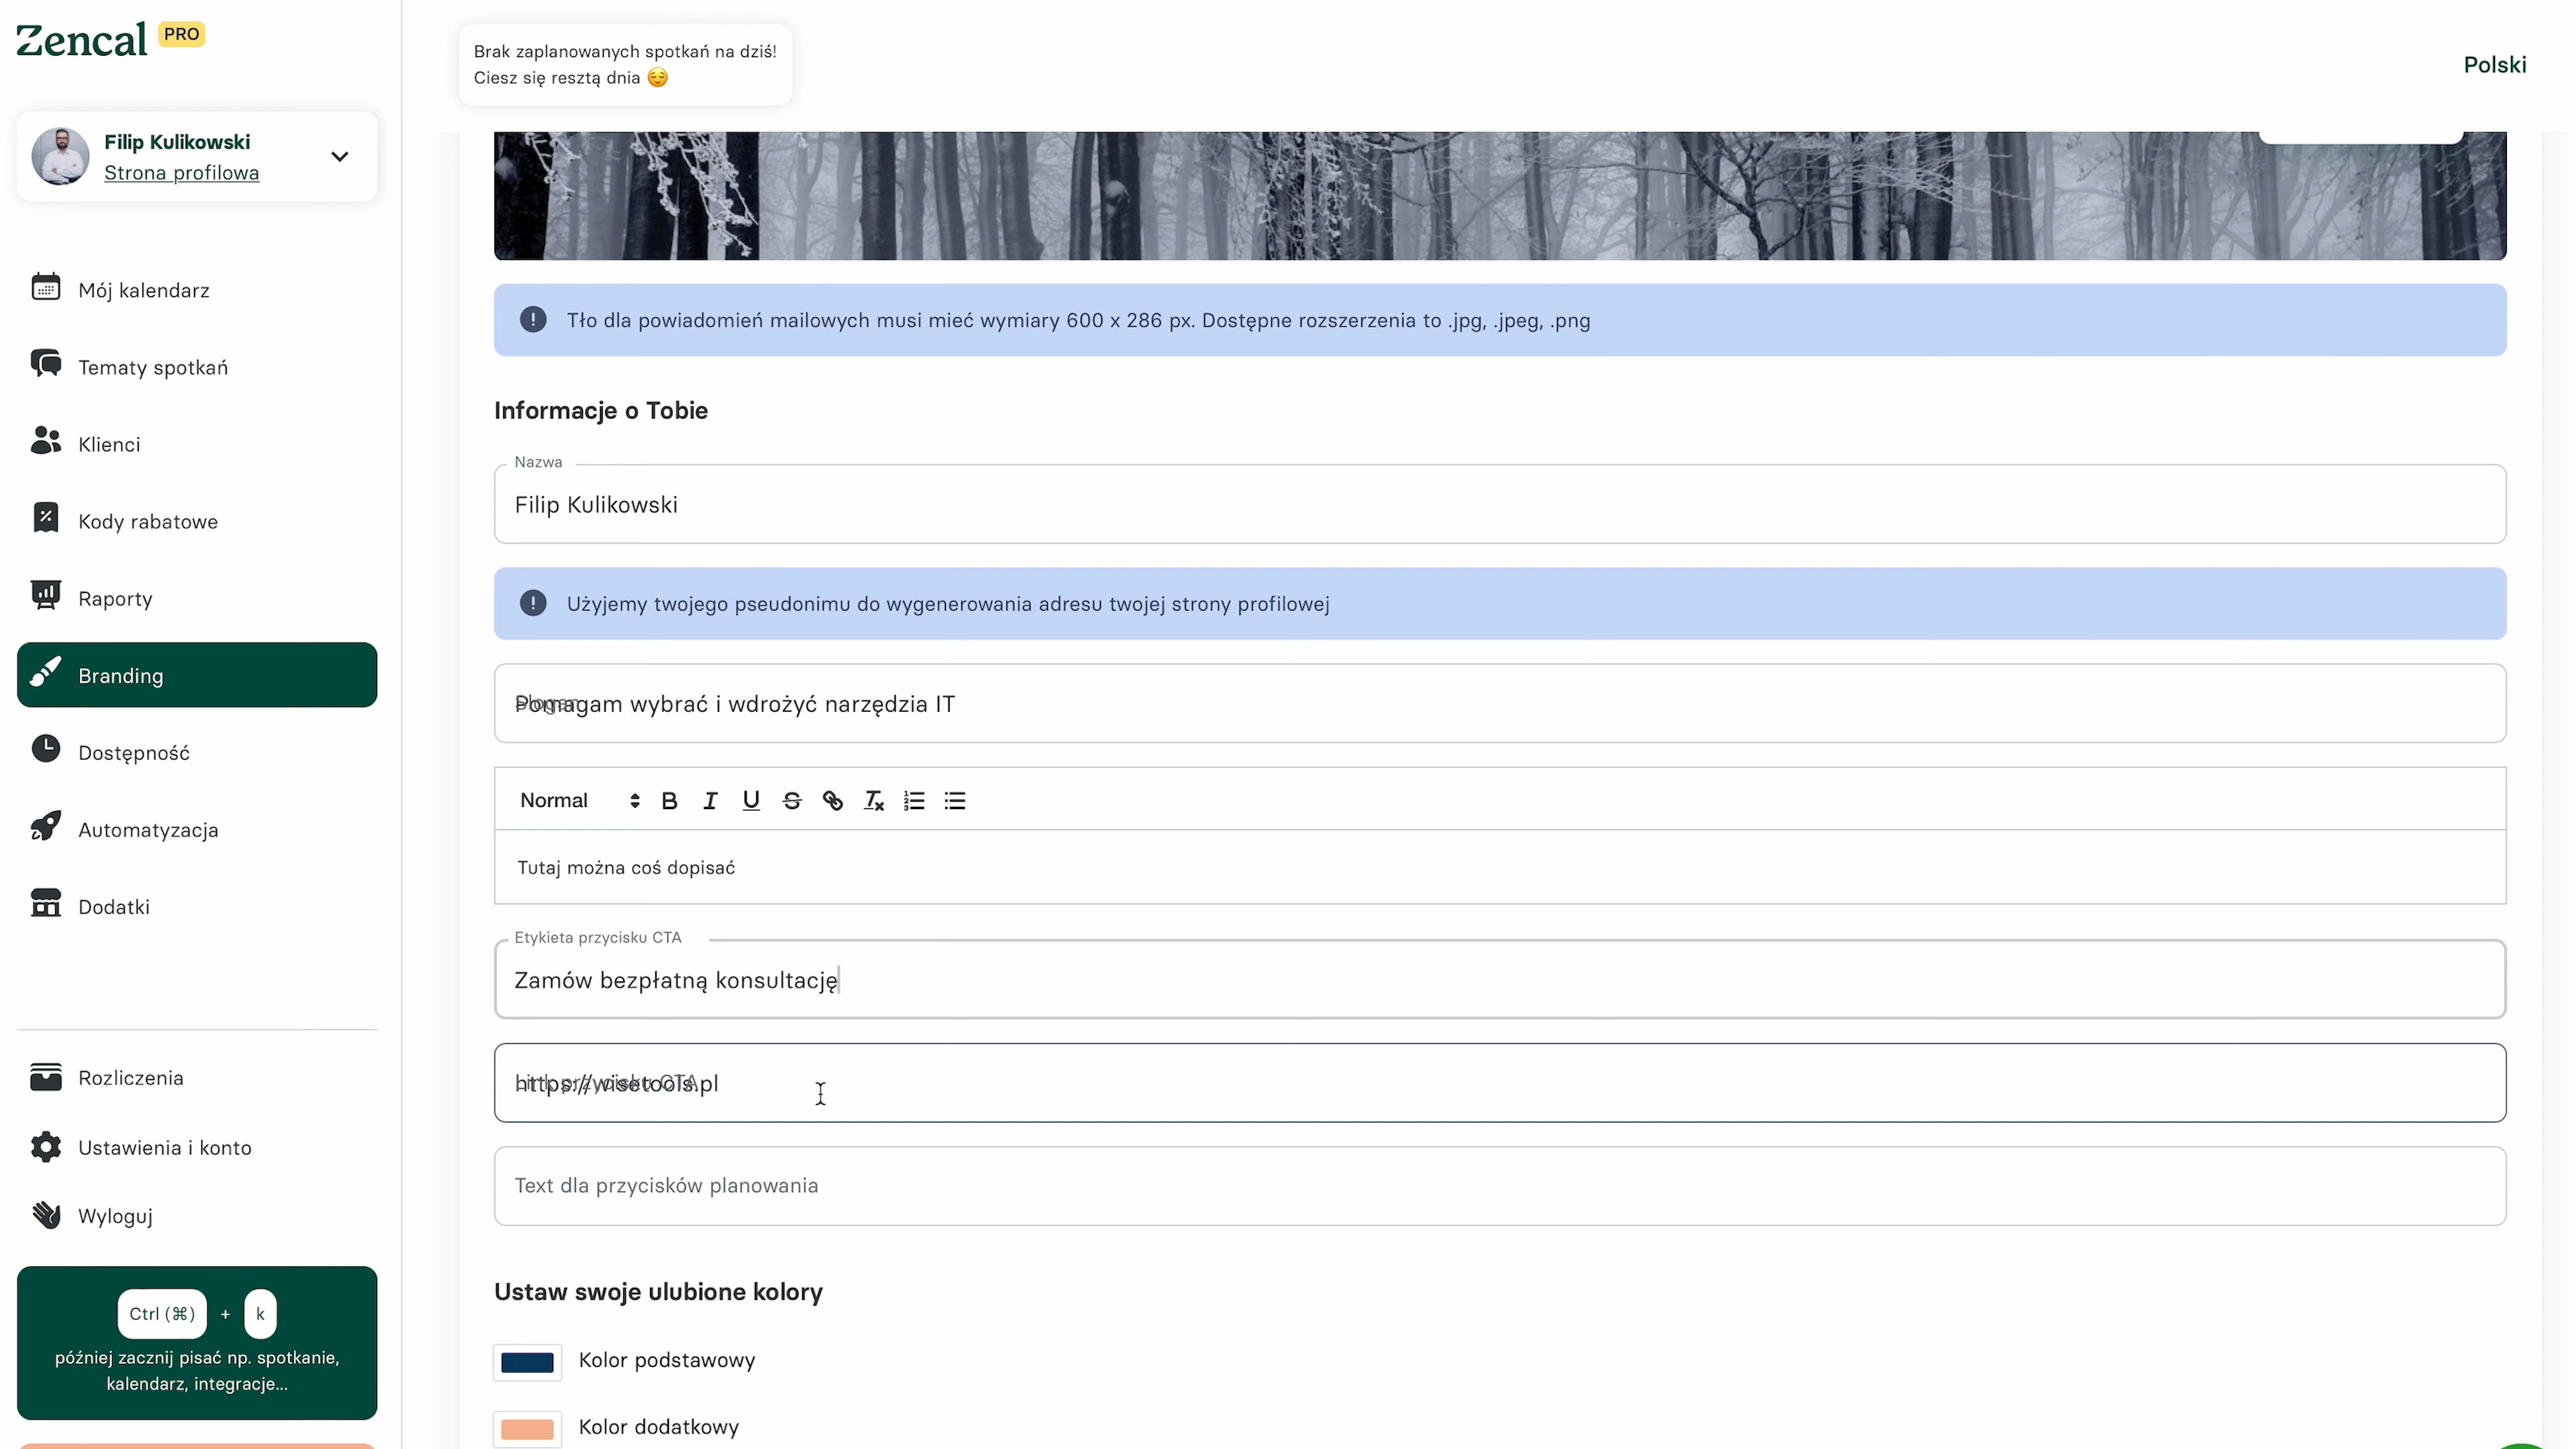 Zencal PRO
Filip Kulikowski
Strona profilowa
Mój kalendarz
Tematy spotkań
Klienci
Kody rabatowe
Raporty
Branding
Dostępność
Automatyzacja
Dodatki
Rozliczenia
Ustawienia i konto
Wyloguj
Ctrl (⌘) + k
później zacznij pisać np. spotkanie,
kalendarz, integracje...
Brak zaplanowanych spotkań na dziś!
Ciesz się resztą dnia 😌
Polski
Tło dla powiadomień mailowych musi mieć wymiary 600 x 286 px. Dostępne rozszerzenia to .jpg, .jpeg, .png
Informacje o Tobie
Nazwa
Filip Kulikowski
Użyjemy twojego pseudonimu do wygenerowania adresu twojej strony profilowej
Slogan
Pomagam wybrać i wdrożyć narzędzia IT
Normal
Tutaj można coś dopisać
Etykieta przycisku CTA
Zamów bezpłatną konsultację
Link przycisku CTA
https://wisetools.pl
Text dla przycisków planowania
Ustaw swoje ulubione kolory
Kolor podstawowy
Kolor dodatkowy